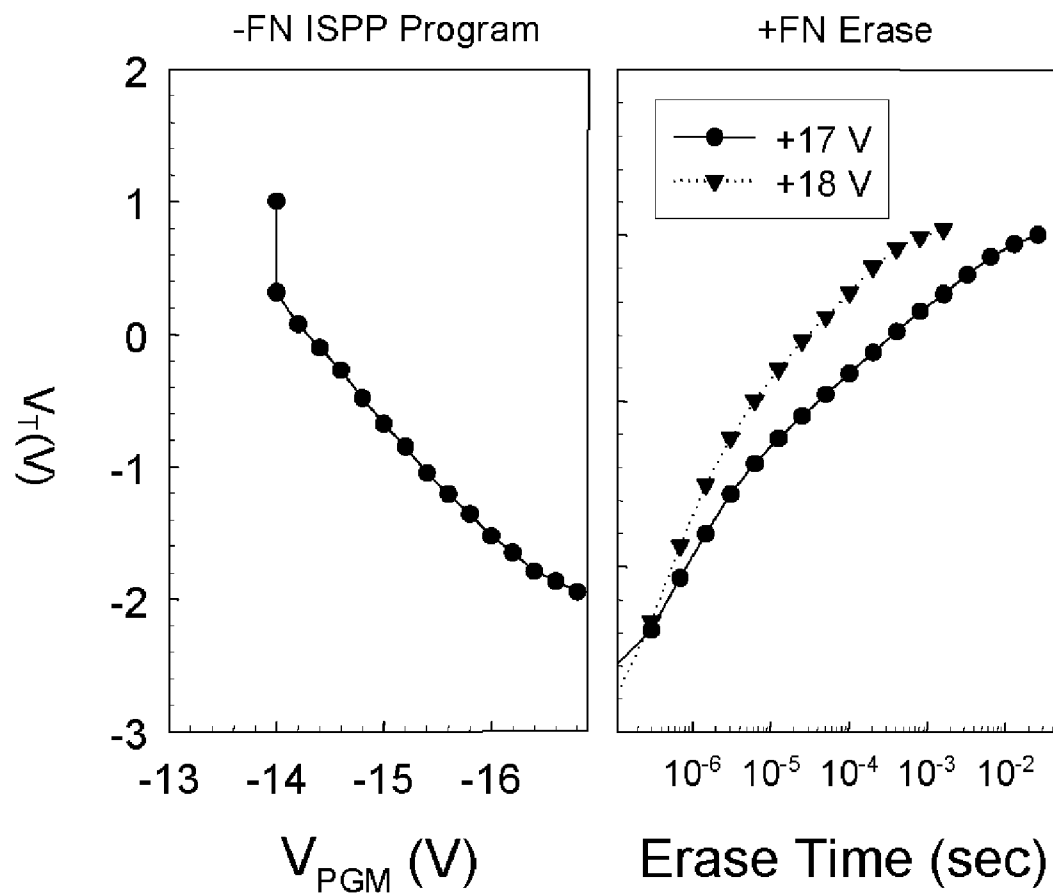 -FN ISPP Program
+FN Erase
2
1
0
-1
-2
-3
V_T(V)
+17 V
+18 V
-13 -14 -15 -16
10⁻⁶ 10⁻⁵ 10⁻⁴ 10⁻³ 10⁻²
V_PGM (V)
Erase Time (sec)